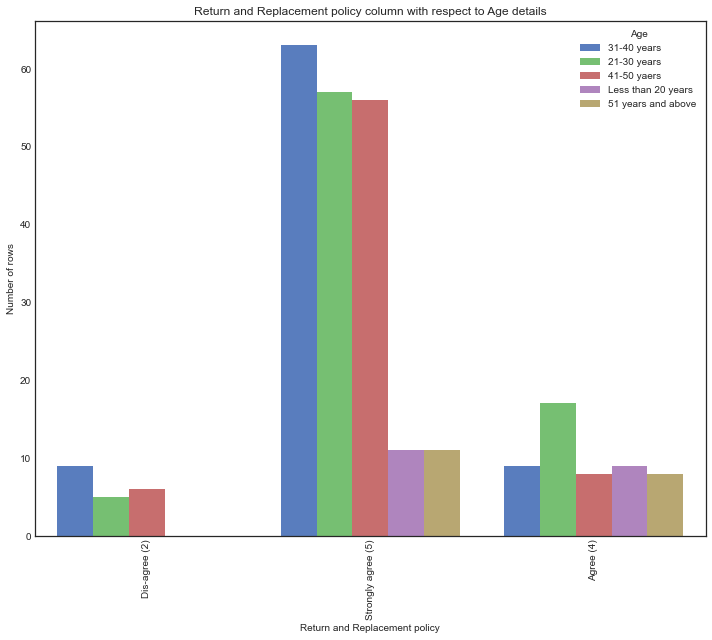 Return and Replacement policy column with respect to Age details
Age
31-40 years
21-30 years
41-50 yaers
Less than 20 years
51 years and above
Number of rows
60
50
40
30
20
10
0
Dis-agree (2)
Strongly agree (5)
Agree (4)
Return and Replacement policy